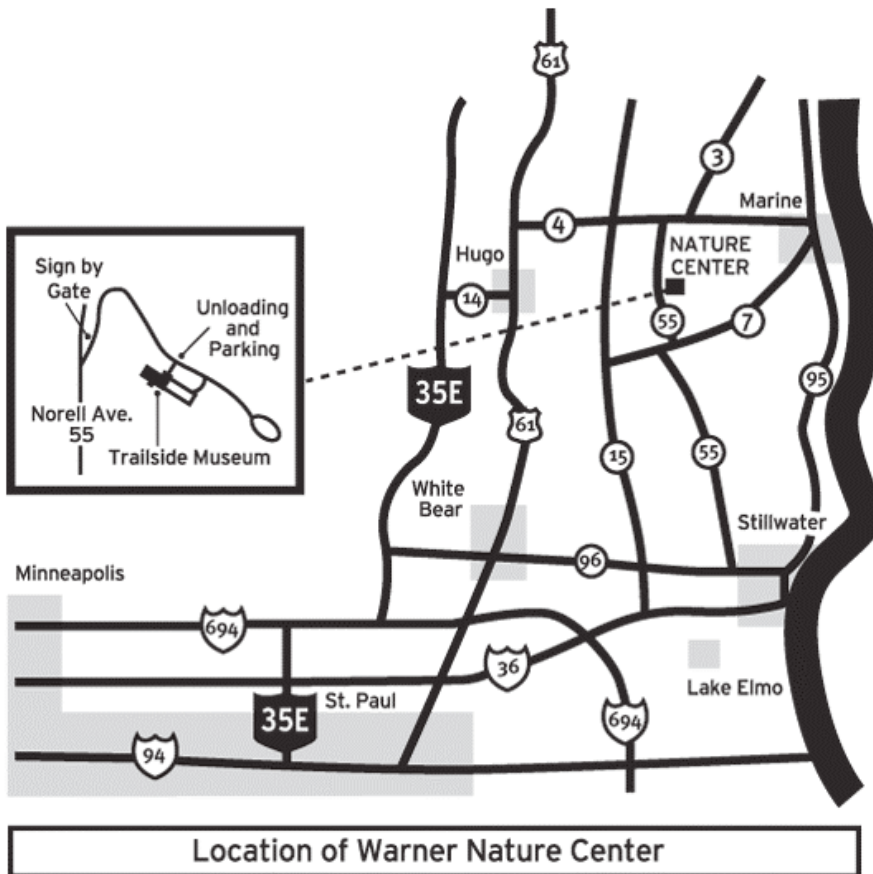 61
3
Marine
4
NATURE
CENTER
Hugo
14
55
7
Sign by
Gate
Unloading
and
Parking
Norell Ave.
55
Trailside Museum
35E
95
61
15
55
White
Bear
Stillwater
96
Minneapolis
694
36
Lake Elmo
St. Paul
35E
694
94
Location of Warner Nature Center